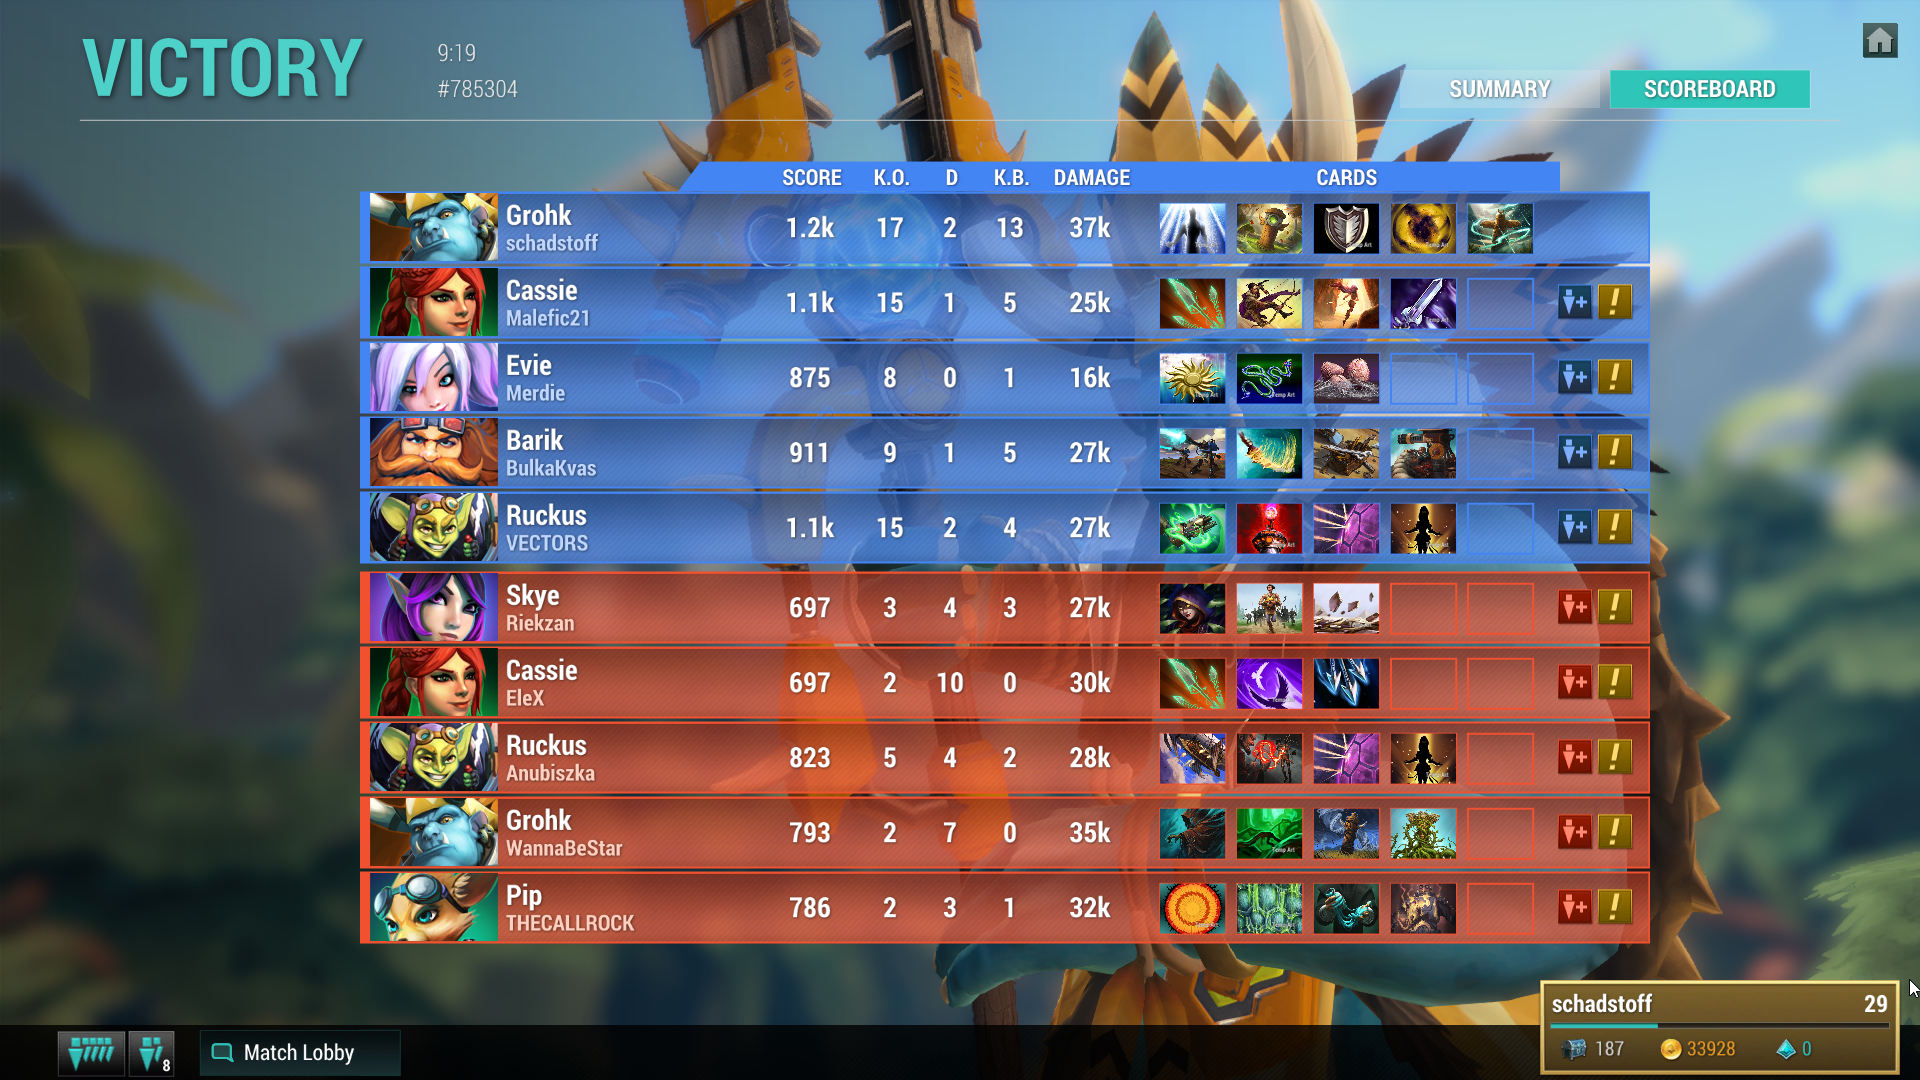 VICTORY
9:19
#785304
SUMMARY
SCOREBOARD
SCORE K.O. D K.B. DAMAGE CARDS
Grohk
schadstoff
1.2k 17 2 13 37k
Cassie
Malefic21
1.1k 15 1 5 25k
Evie
Merdie
875 8 0 1 16k
Barik
BulkaKvas
911 9 1 5 27k
Ruckus
VECTORS
1.1k 15 2 4 27k
Skye
Riekzan
697 3 4 3 27k
Cassie
EleX
697 2 10 0 30k
Ruckus
Anubiszka
823 5 4 2 28k
Grohk
WannaBeStar
793 2 7 0 35k
Pip
THECALLROCK
786 2 3 1 32k
8
Match Lobby
schadstoff 29
187 33928 0